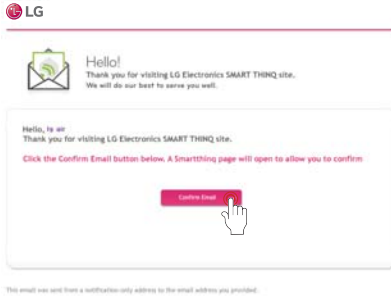 LG
Hello!
Thank you for visiting LG Electronics SMART THINQ site.
We will do our best to serve you well.
Hello, lg air
Thank you for visiting LG Electronics SMART THINQ site.
Click the Confirm Email button below. A Smartthinq page will open to allow you to confirm
Confirm Email
This email was sent from a notification-only address to the email address you provided.